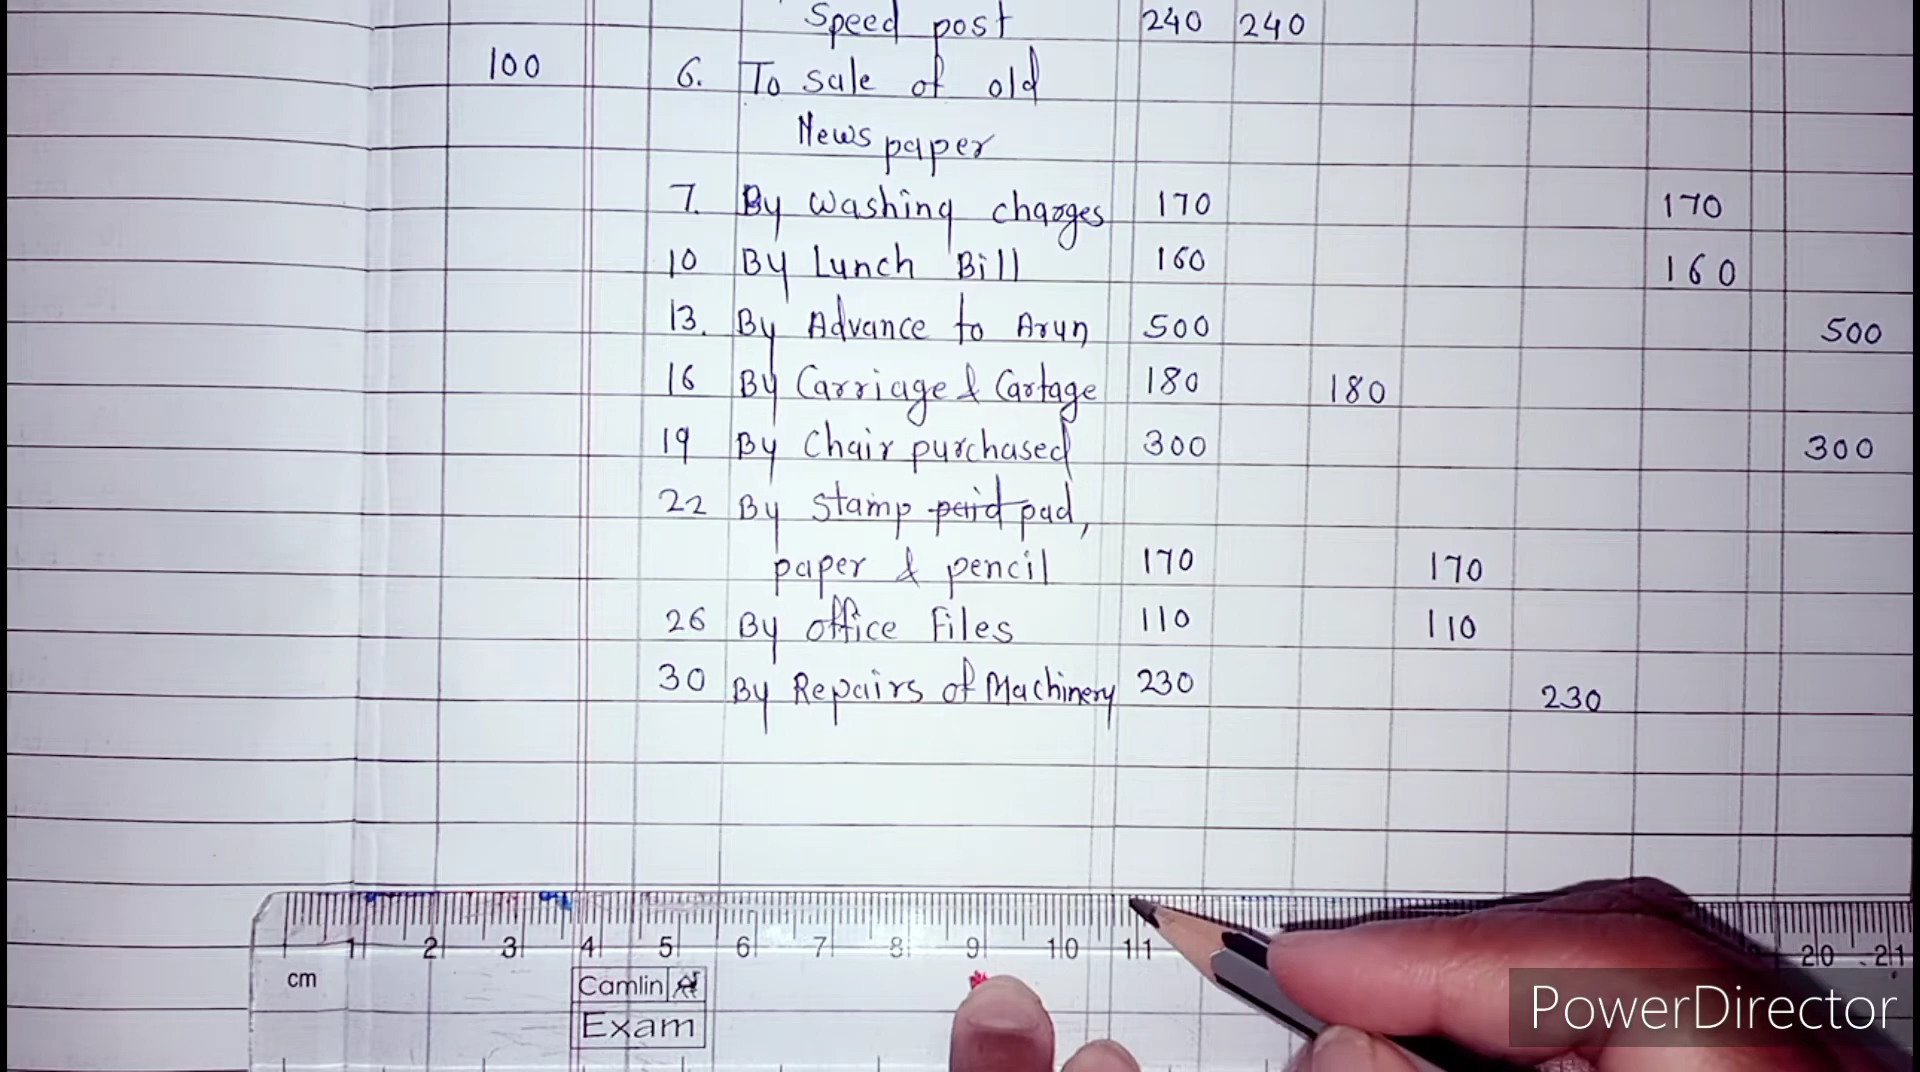 Speed post 240 240
100 6. To sale of old
News paper
7. By Washing charges 170 170
10 By Lunch Bill 160 160
13. By Advance to Arun 500 500
16 By Carriage & Cartage 180 180
19 By Chair purchased 300 300
22 By Stamp paid pad,
paper & pencil 170 170
26 By office Files 110 110
30 By Repairs of Machinery 230 230
1 2 3 4 5 6 7 8 9 10 11 20 21
cm
Camlin
Exam
PowerDirector